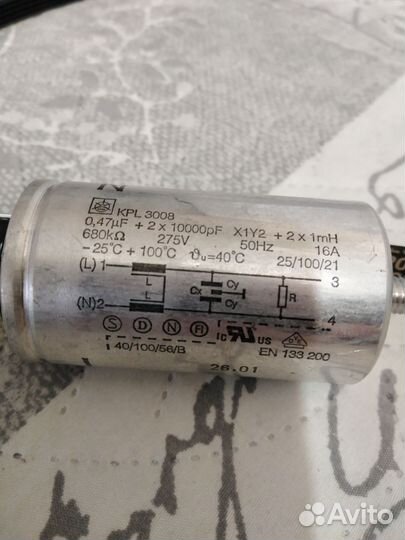 KPL 3008
0,47µF + 2 x 10000pF X1Y2 + 2 x 1mH
680kΩ 275V 50Hz 16A
-25°C + 100°C ϑu=40°C 25/100/21
(L) 1 3
L
L
Cx
Cy
Cy
R
(N) 2 4
S D N FI
c UR us
EN 133 200
40/100/56/B
26.01
Avito